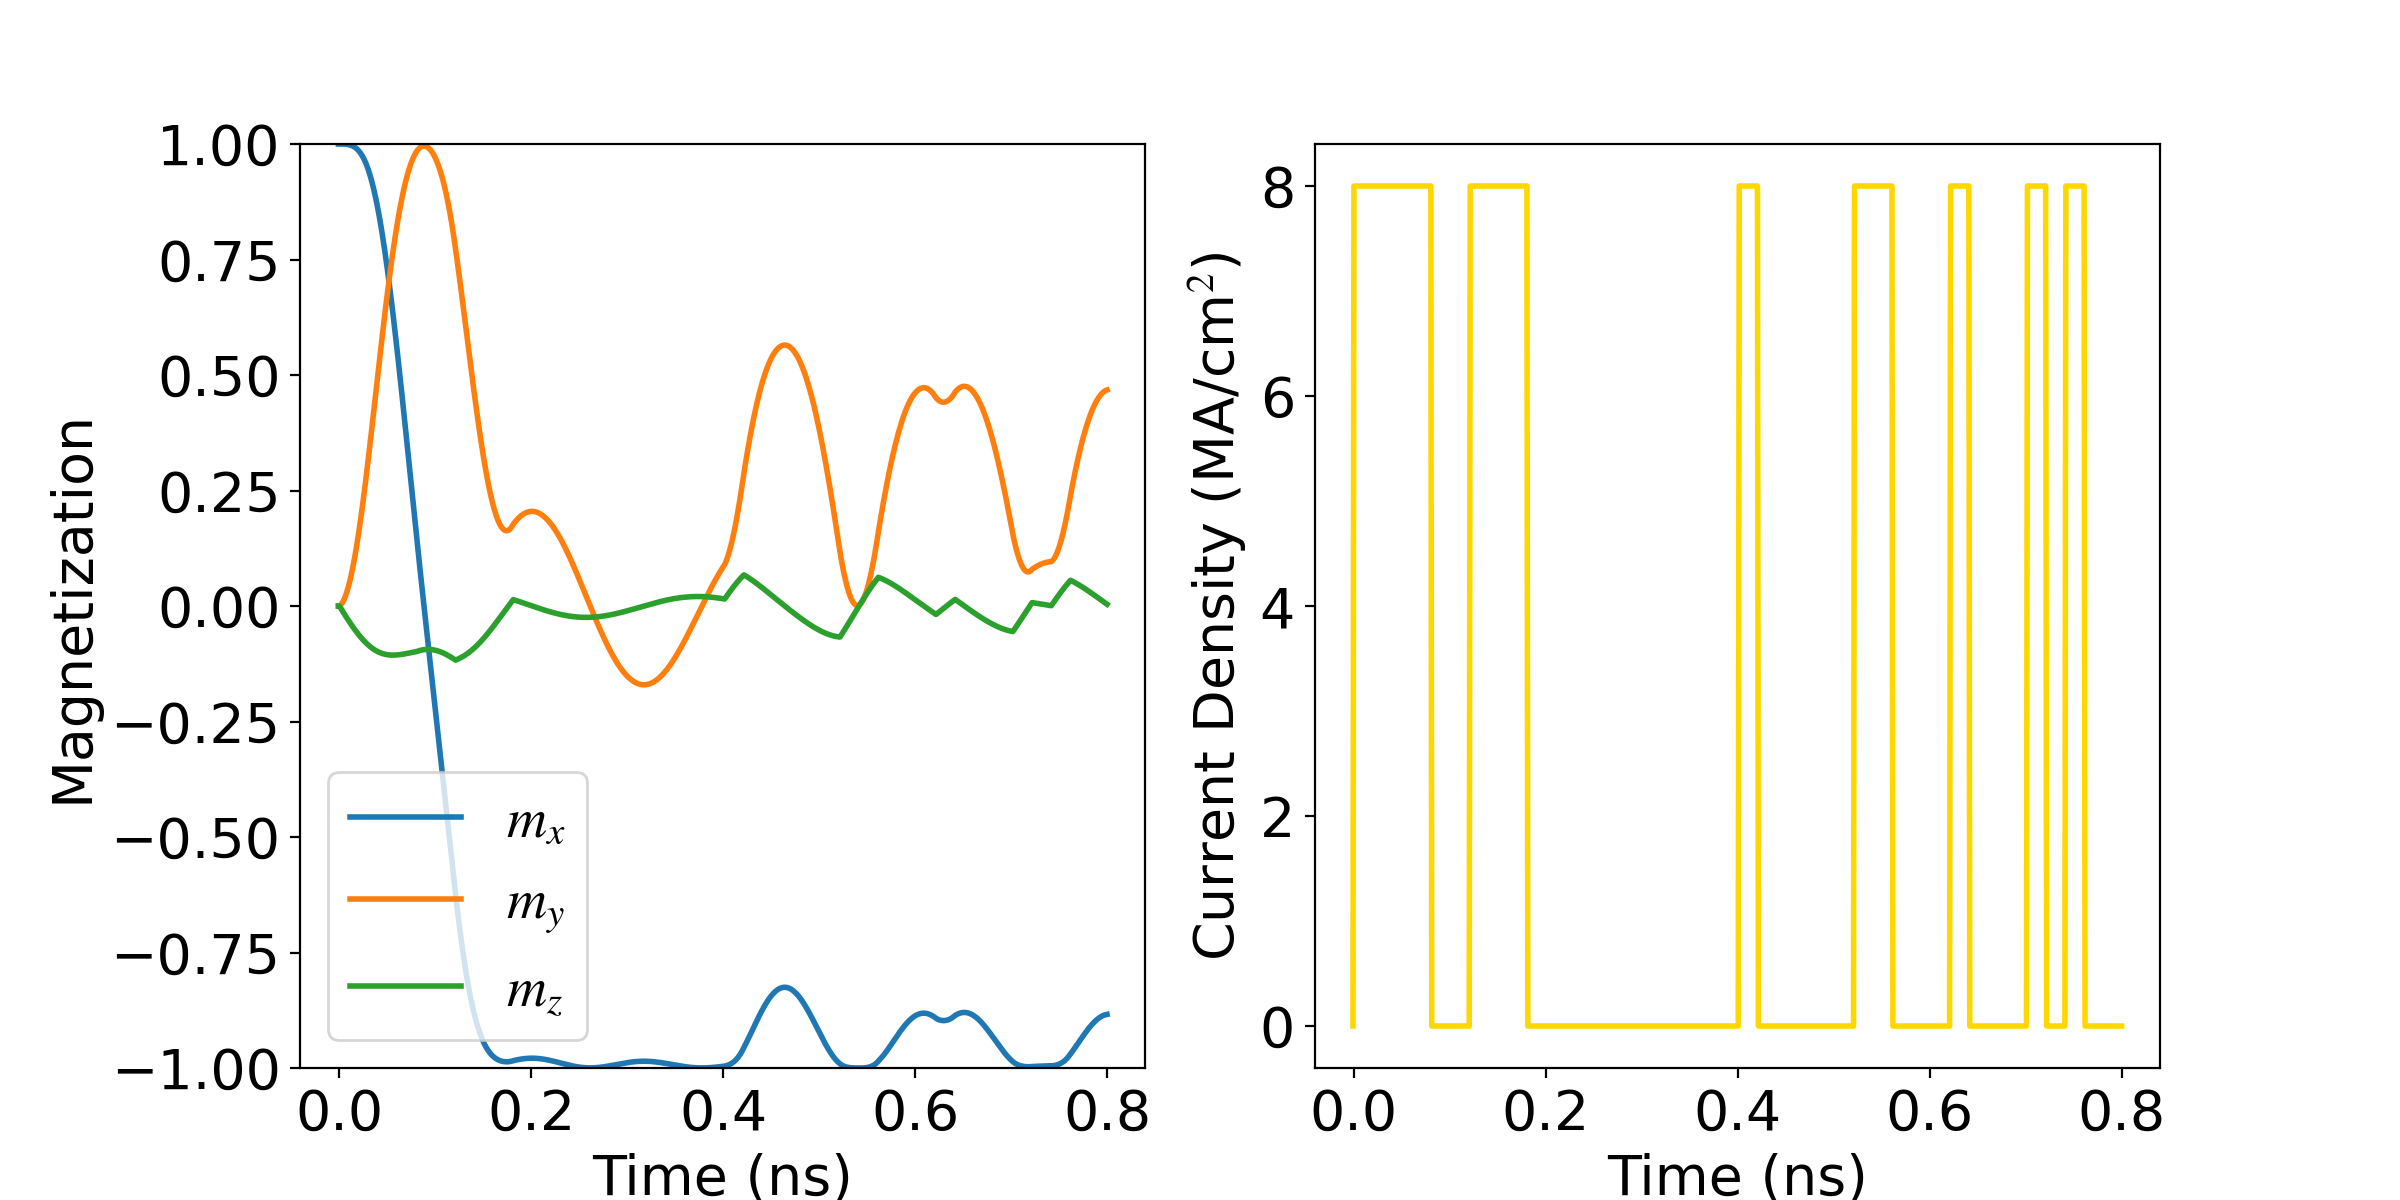 1.00
0.75
0.50
0.25
0.00
−0.25
−0.50
−0.75
−1.00
Magnetization
m_x
m_y
m_z
0.0 0.2 0.4 0.6 0.8
Time (ns)
8
6
4
2
0
Current Density (MA/cm²)
0.0 0.2 0.4 0.6 0.8
Time (ns)